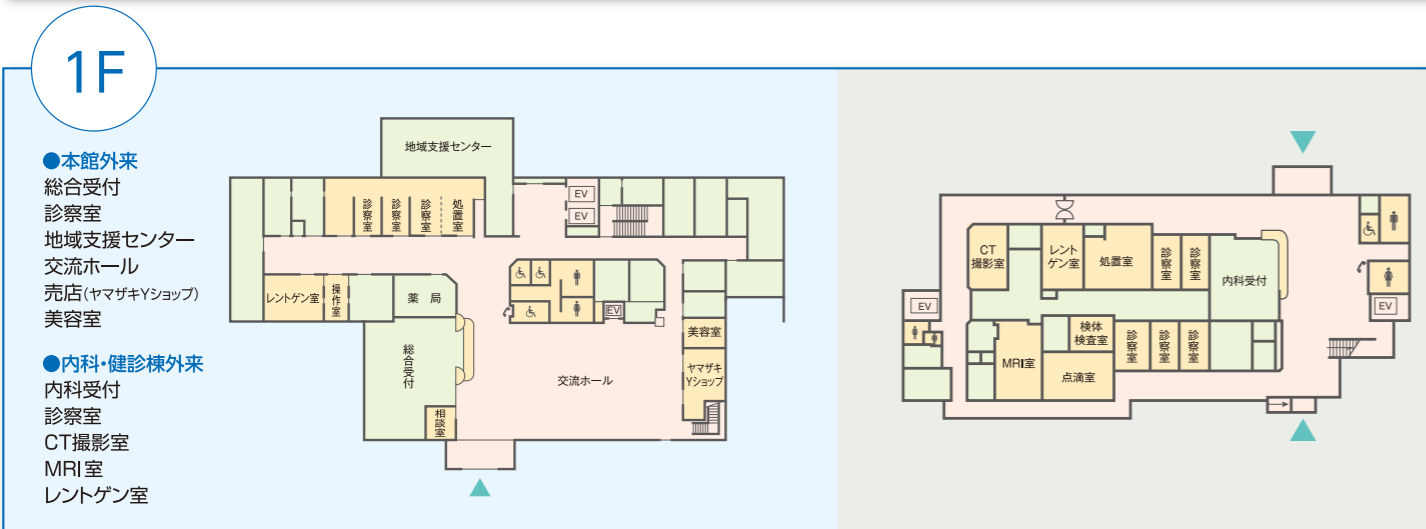 1F
●本館外来
総合受付
診察室
地域支援センター
交流ホール
売店(ヤマザキYショップ)
美容室
●内科・健診棟外来
内科受付
診察室
CT撮影室
MRI室
レントゲン室
地域支援センター
診察室
診察室
診察室
処置室
EV
EV
レントゲン室
操作室
薬 局
EV
総合受付
相談室
交流ホール
美容室
ヤマザキ
Yショップ
CT
撮影室
レント
ゲン室
処置室
診察室
診察室
内科受付
EV
EV
MRI室
検体
検査室
点滴室
診察室
診察室
診察室